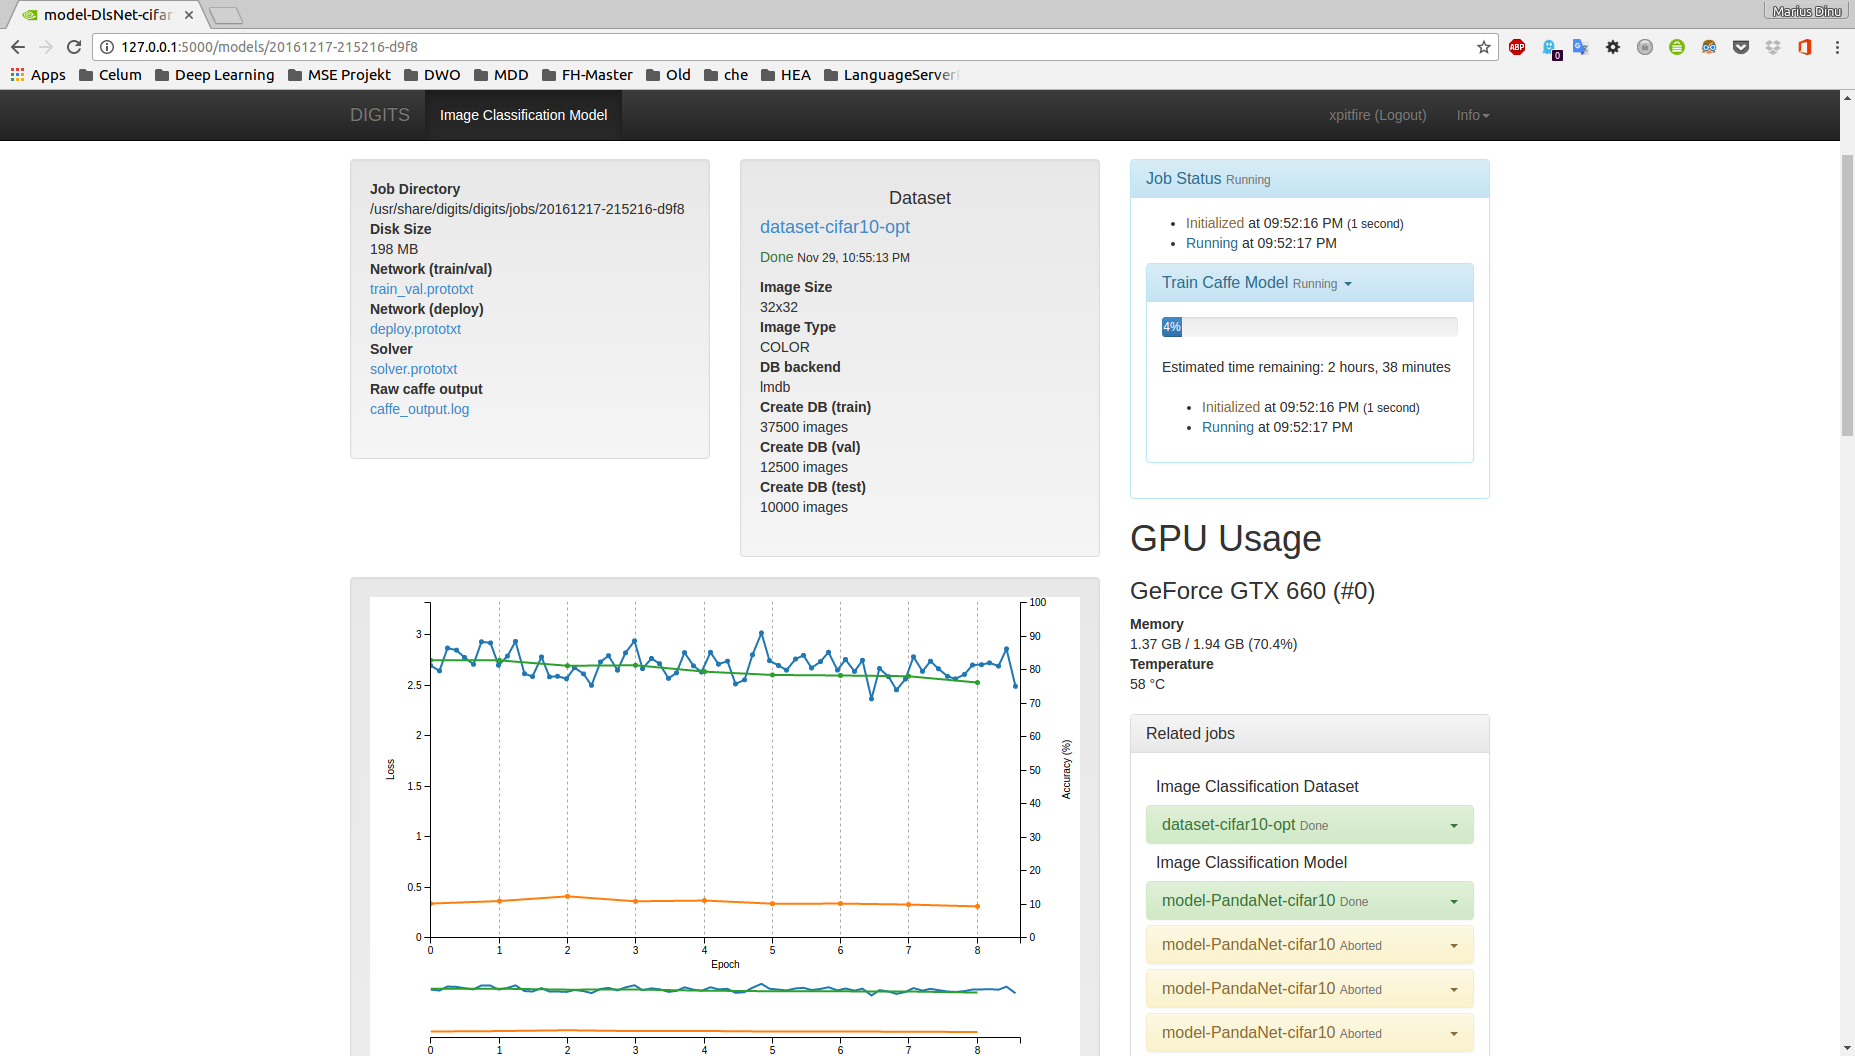 model-DlsNet-cifar
Marius Dinu
127.0.0.1:5000/models/20161217-215216-d9f8
ABP
0
Apps
Celum
Deep Learning
MSE Projekt
DWO
MDD
FH-Master
Old
che
HEA
LanguageServer
DIGITS
Image Classification Model
xpitfire (Logout)
Info
Job Directory
/usr/share/digits/digits/jobs/20161217-215216-d9f8
Disk Size
198 MB
Network (train/val)
train_val.prototxt
Network (deploy)
deploy.prototxt
Solver
solver.prototxt
Raw caffe output
caffe_output.log
Dataset
dataset-cifar10-opt
Done Nov 29, 10:55:13 PM
Image Size
32x32
Image Type
COLOR
DB backend
lmdb
Create DB (train)
37500 images
Create DB (val)
12500 images
Create DB (test)
10000 images
Job Status Running
Initialized at 09:52:16 PM (1 second)
Running at 09:52:17 PM
Train Caffe Model Running
4%
Estimated time remaining: 2 hours, 38 minutes
Initialized at 09:52:16 PM (1 second)
Running at 09:52:17 PM
GPU Usage
GeForce GTX 660 (#0)
Memory
1.37 GB / 1.94 GB (70.4%)
Temperature
58 °C
Related jobs
Image Classification Dataset
dataset-cifar10-opt Done
Image Classification Model
model-PandaNet-cifar10 Done
model-PandaNet-cifar10 Aborted
model-PandaNet-cifar10 Aborted
model-PandaNet-cifar10 Aborted
3
2.5
2
1.5
1
0.5
0
Loss
100
90
80
70
60
50
40
30
20
10
0
Accuracy (%)
0 1 2 3 4 5 6 7 8
Epoch
0 1 2 3 4 5 6 7 8